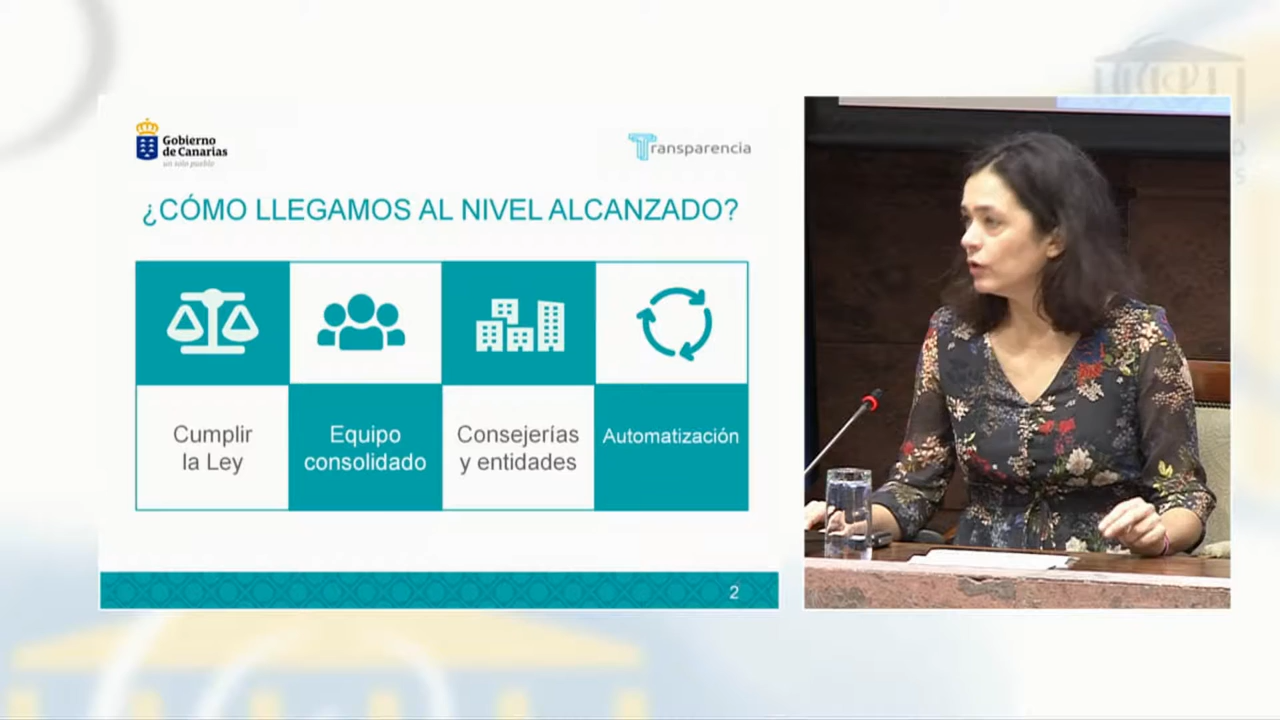 Gobierno
de Canarias
un solo pueblo
Transparencia
¿CÓMO LLEGAMOS AL NIVEL ALCANZADO?
Cumplir
la Ley
Equipo
consolidado
Consejerías
y entidades
Automatización
2